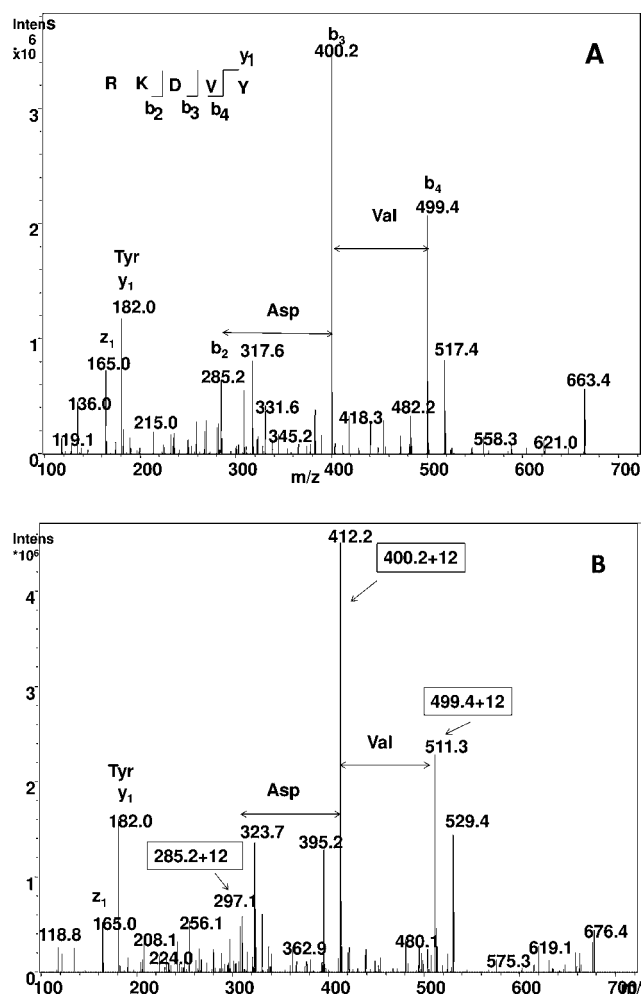 Intens
6
x10
A
b3
400.2
y1
R K D V Y
b2 b3 b4
3
b4
499.4
Val
2
Tyr
y1
182.0
Asp
z1
165.0
b2
285.2
317.6
517.4
1
136.0
119.1
215.0
331.6
345.2
418.3
482.2
558.3
621.0
663.4
0
100 200 300 400 500 600 700
m/z
Intens
*10⁶
B
412.2
400.2+12
4
3
499.4+12
511.3
Val
2
Tyr
y1
182.0
Asp
323.7
395.2
529.4
285.2+12
1
z1
165.0
297.1
118.8
208.1
224.0
256.1
362.9
480.1
575.3
619.1
676.4
0
100 200 300 400 500 600 700